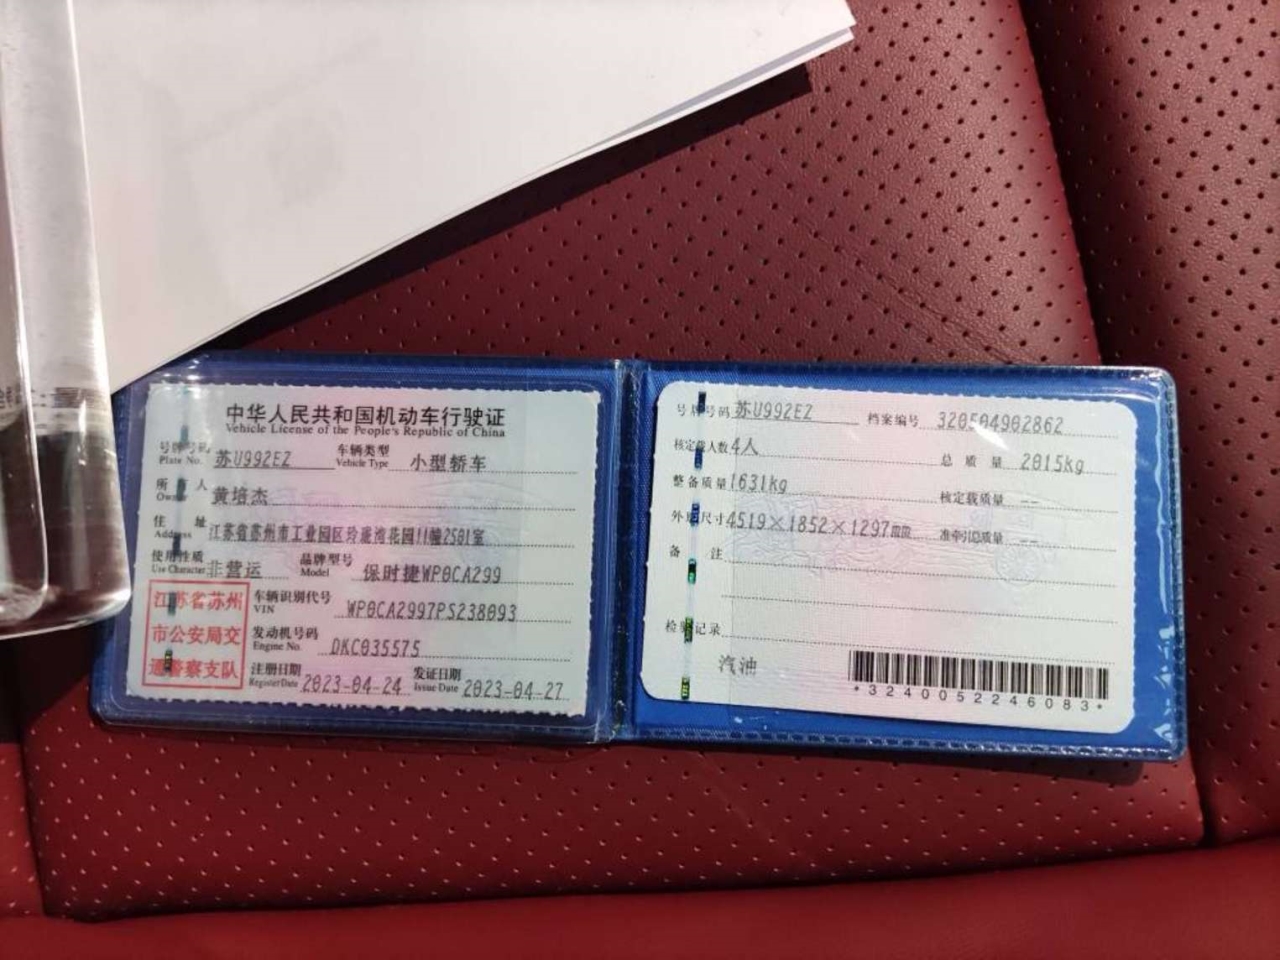 中华人民共和国机动车行驶证
Vehicle License of the People's Republic of China
号牌号码 苏U992EZ 车辆类型 小型轿车
Plate No. Vehicle Type
所有人 黄培杰
Owner
住址 江苏省苏州市工业园区玲珑湾花园11幢2501室
Address
使用性质 非营运 品牌型号 保时捷WP0CA299
Use Character Model
江苏省苏州
市公安局交
通警察支队
车辆识别代号 WP0CA2997PS238093
VIN
发动机号码 DKC035575
Engine No.
注册日期 2023-04-24 发证日期 2023-04-27
Register Date Issue Date
号牌号码 苏U992EZ 档案编号 320504902862
核定载人数 4人 总质量 2015kg
整备质量 1631kg 核定载质量 --
外廓尺寸 4519×1852×1297mm 准牵引总质量 --
备注
检验记录
汽油
*3240052246083*